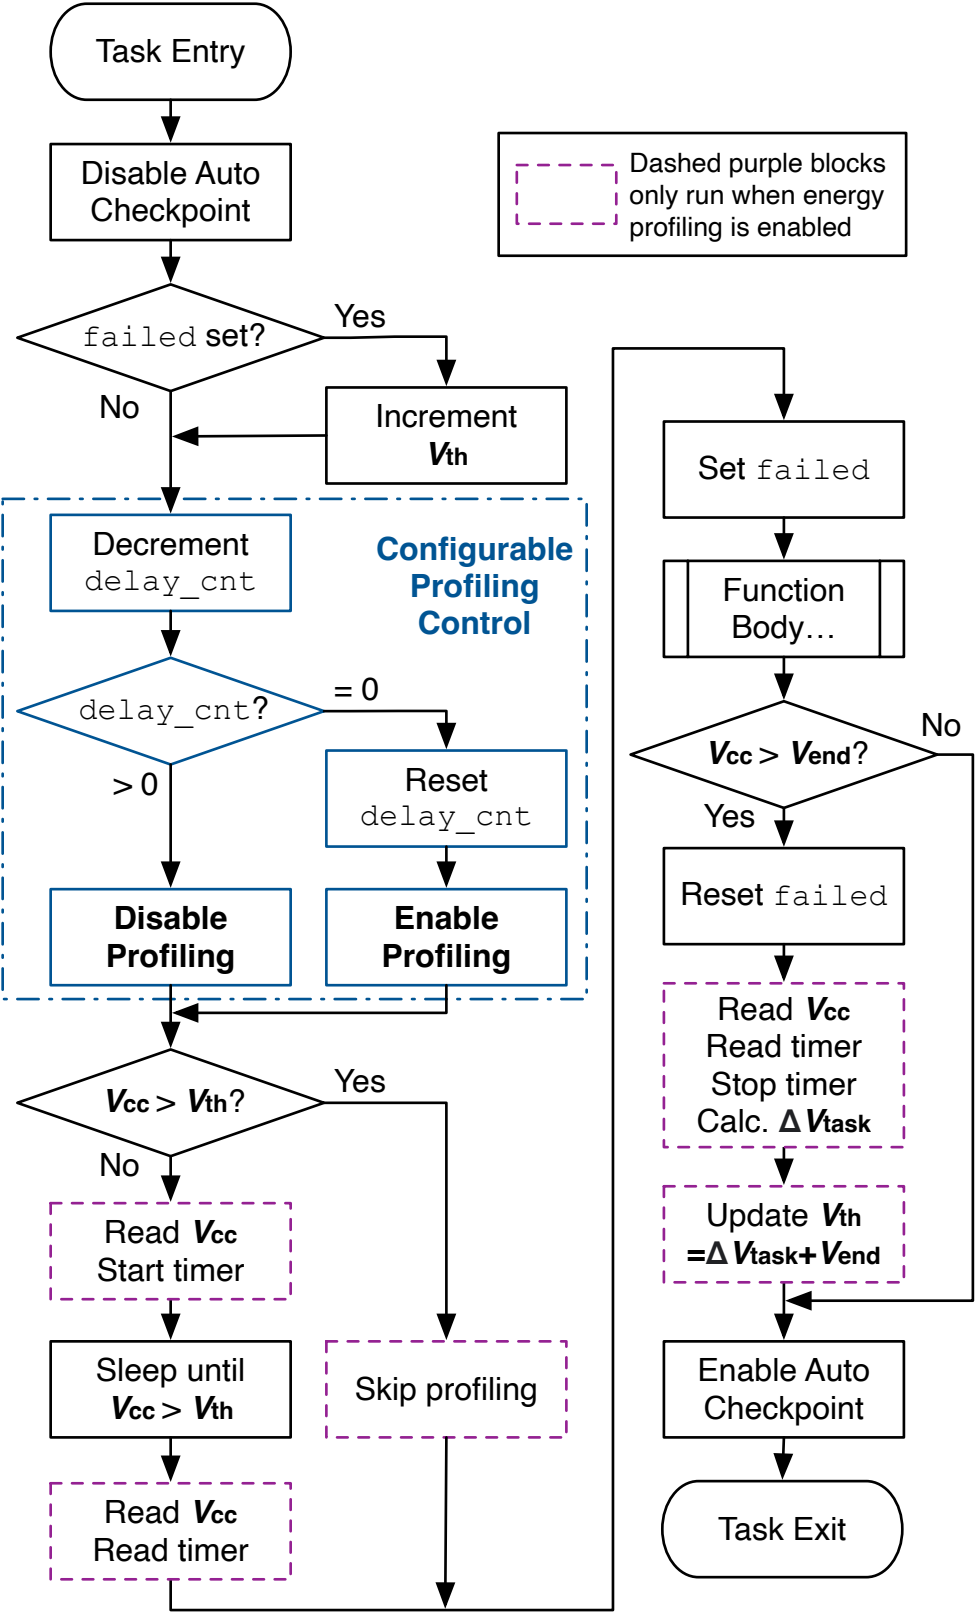 Task Entry
Disable Auto
Checkpoint
Dashed purple blocks
only run when energy
profiling is enabled
failed set?
Yes
No
Increment
Vth
Configurable
Profiling
Control
Decrement
delay_cnt
delay_cnt?
= 0
> 0
Reset
delay_cnt
Disable
Profiling
Enable
Profiling
Vcc > Vth?
Yes
No
Read Vcc
Start timer
Sleep until
Vcc > Vth
Skip profiling
Read Vcc
Read timer
Set failed
Function
Body…
Vcc > Vend?
No
Yes
Reset failed
Read Vcc
Read timer
Stop timer
Calc. ΔVtask
Update Vth
=ΔVtask+Vend
Enable Auto
Checkpoint
Task Exit